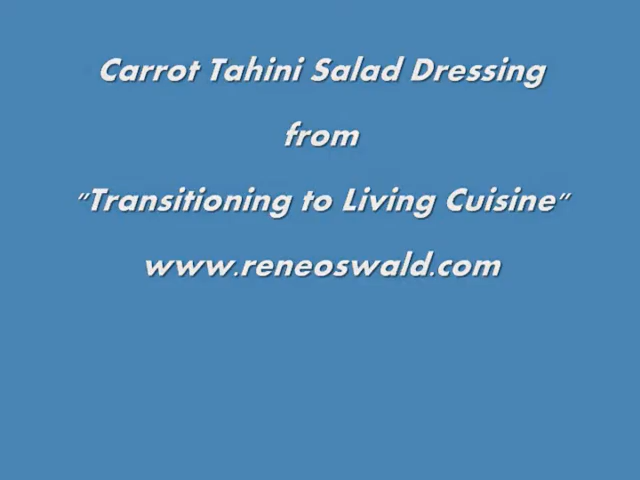 Carrot Tahini Salad Dressing
from
"Transitioning to Living Cuisine"
www.reneoswald.com